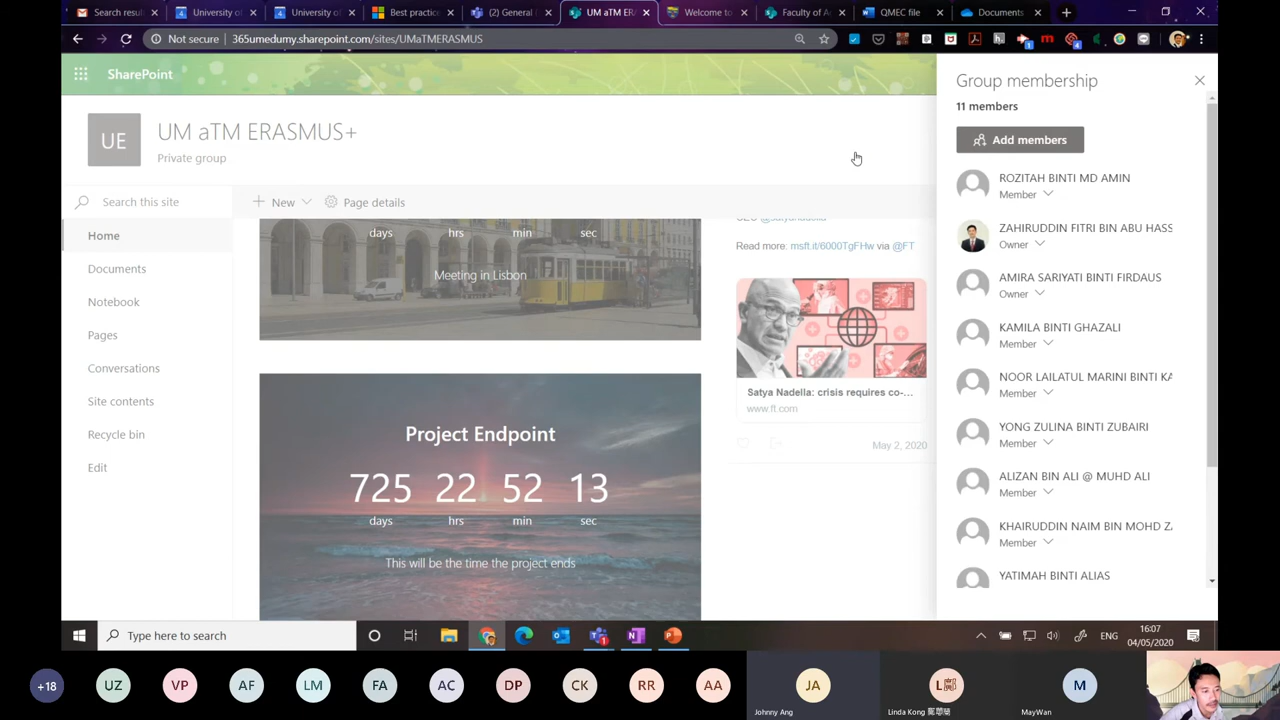 Search resul
University of
University of
Best practice
(2) General (
UM aTM ERA
Welcome to
Faculty of A
QMEC file
Documents
Not secure | 365umedumy.sharepoint.com/sites/UMaTMERASMUS
SharePoint
UE
UM aTM ERASMUS+
Private group
Search this site
New
Page details
Home
Documents
Notebook
Pages
Conversations
Site contents
Recycle bin
Edit
days hrs min sec
Meeting in Lisbon
Project Endpoint
725 22 52 13
days hrs min sec
This will be the time the project ends
Read more: msft.it/6000TgFHw via @FT
Satya Nadella: crisis requires co-...
www.ft.com
May 2, 2020
Group membership
11 members
Add members
ROZITAH BINTI MD AMIN
Member
ZAHIRUDDIN FITRI BIN ABU HASS
Owner
AMIRA SARIYATI BINTI FIRDAUS
Owner
KAMILA BINTI GHAZALI
Member
NOOR LAILATUL MARINI BINTI KA
Member
YONG ZULINA BINTI ZUBAIRI
Member
ALIZAN BIN ALI @ MUHD ALI
Member
KHAIRUDDIN NAIM BIN MOHD ZA
Member
YATIMAH BINTI ALIAS
Type here to search
ENG
16:07
04/05/2020
+18
UZ
VP
AF
LM
FA
AC
DP
CK
RR
AA
JA
Johnny Ang
Linda Kong
M
MayWan